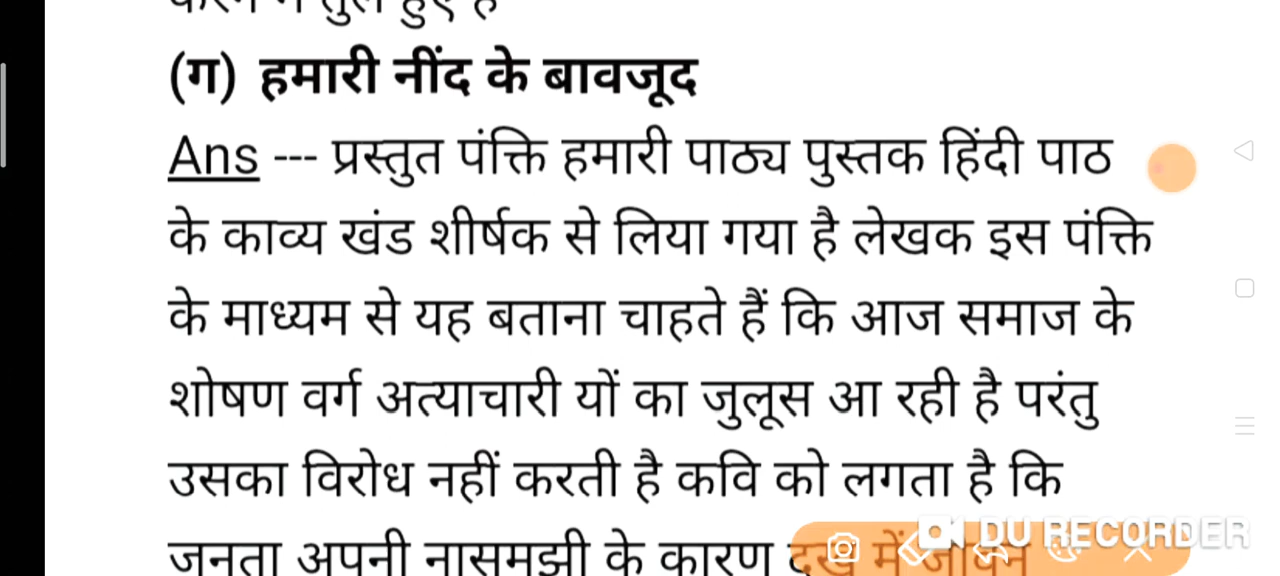 (ग) हमारी नींद के बावजूद
Ans --- प्रस्तुत पंक्ति हमारी पाठ्य पुस्तक हिंदी पाठ
के काव्य खंड शीर्षक से लिया गया है लेखक इस पंक्ति
के माध्यम से यह बताना चाहते हैं कि आज समाज के
शोषण वर्ग अत्याचारी यों का जुलूस आ रही है परंतु
उसका विरोध नहीं करती है कवि को लगता है कि
जनता अपनी नासमझी के कारण में
DU RECORDER